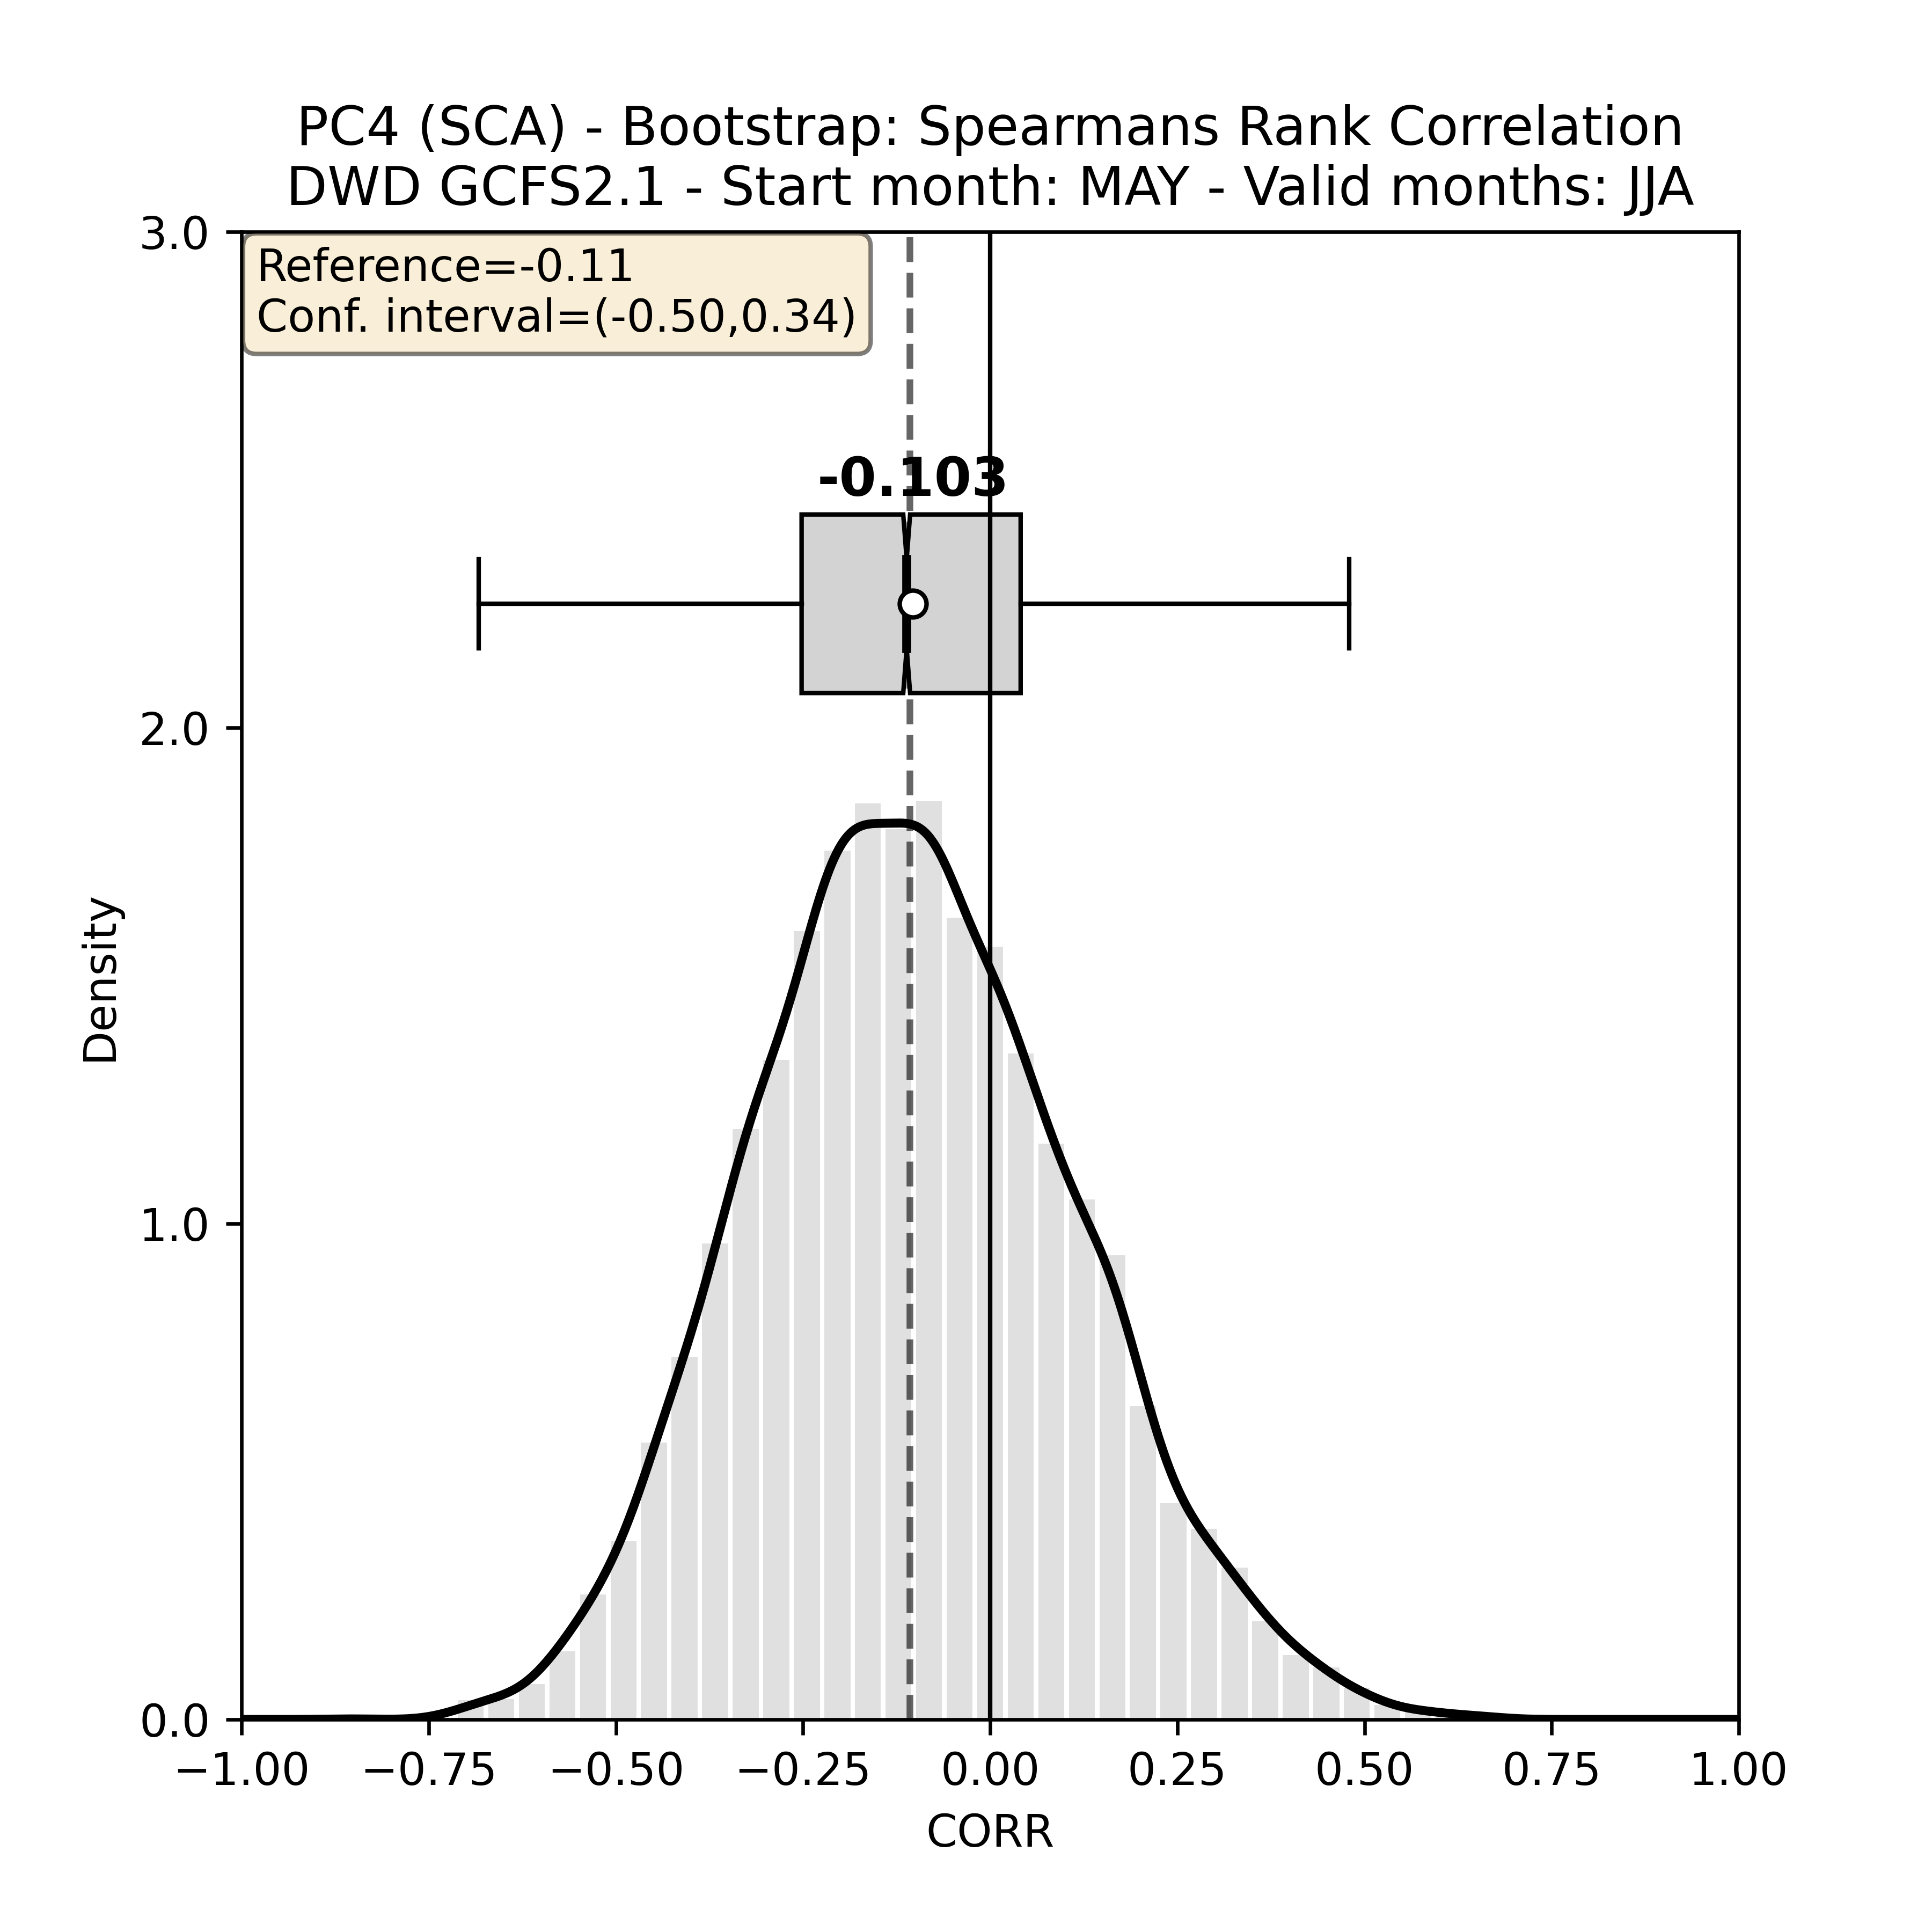 PC4 (SCA) - Bootstrap: Spearmans Rank Correlation
DWD GCFS2.1 - Start month: MAY - Valid months: JJA
3.0
Reference=-0.11
Conf. interval=(-0.50,0.34)
-0.103
2.0
Density
1.0
0.0
−1.00 −0.75 −0.50 −0.25 0.00 0.25 0.50 0.75 1.00
CORR